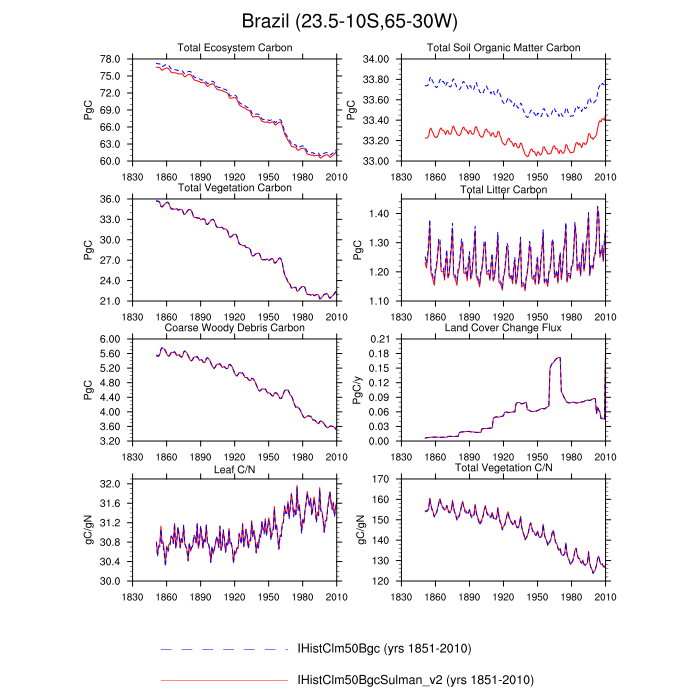 Brazil (23.5-10S,65-30W)
Total Ecosystem Carbon
PgC
78.0
75.0
72.0
69.0
66.0
63.0
60.0
1830 1860 1890 1920 1950 1980 2010
Total Soil Organic Matter Carbon
PgC
34.00
33.80
33.60
33.40
33.20
33.00
1830 1860 1890 1920 1950 1980 2010
Total Vegetation Carbon
PgC
36.0
33.0
30.0
27.0
24.0
21.0
1830 1860 1890 1920 1950 1980 2010
Total Litter Carbon
PgC
1.40
1.30
1.20
1.10
1830 1860 1890 1920 1950 1980 2010
Coarse Woody Debris Carbon
PgC
6.00
5.60
5.20
4.80
4.40
4.00
3.60
3.20
1830 1860 1890 1920 1950 1980 2010
Land Cover Change Flux
PgC/y
0.21
0.18
0.15
0.12
0.09
0.06
0.03
0.00
1830 1860 1890 1920 1950 1980 2010
Leaf C/N
gC/gN
32.0
31.6
31.2
30.8
30.4
30.0
1830 1860 1890 1920 1950 1980 2010
Total Vegetation C/N
gC/gN
170
160
150
140
130
120
1830 1860 1890 1920 1950 1980 2010
IHistClm50Bgc (yrs 1851-2010)
IHistClm50BgcSulman_v2 (yrs 1851-2010)